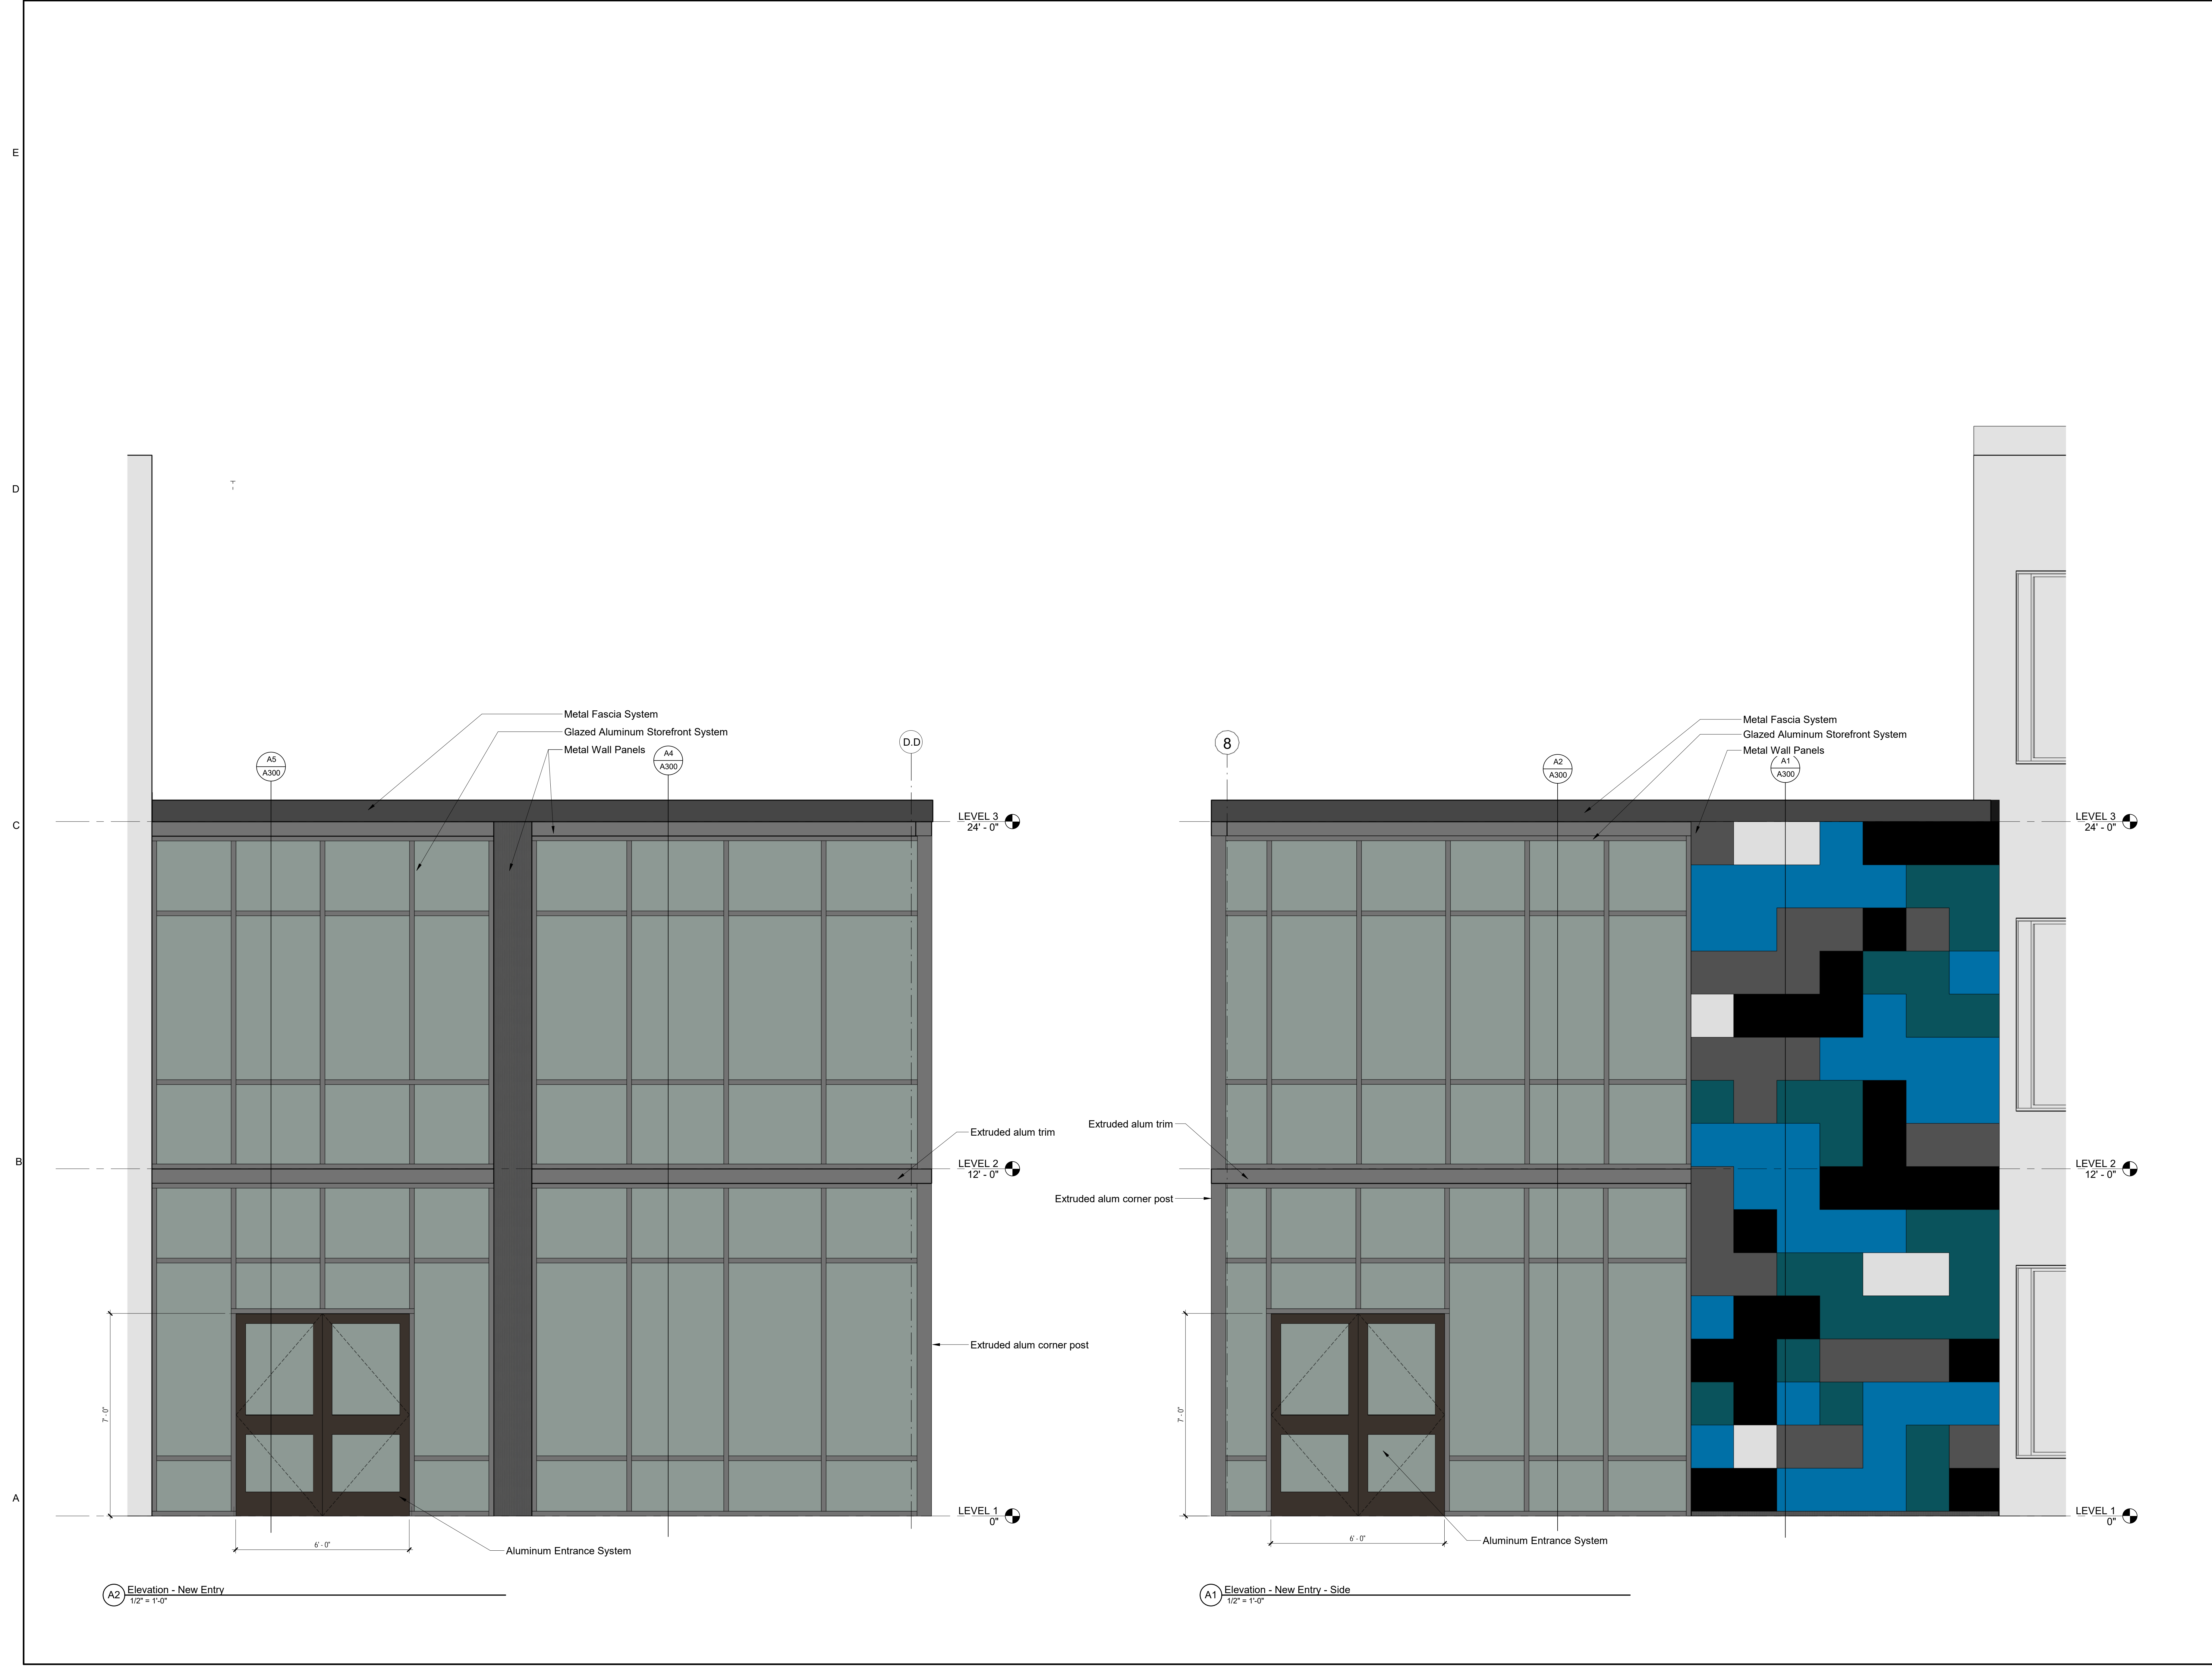 E
D
C
B
A
Metal Fascia System
Glazed Aluminum Storefront System
Metal Wall Panels
A5
A300
A4
A300
D.D
LEVEL 3
24' - 0"
Extruded alum trim
LEVEL 2
12' - 0"
Extruded alum corner post
7' - 0"
LEVEL 1
0"
6' - 0"
Aluminum Entrance System
A2
Elevation - New Entry
1/2" = 1'-0"
8
Metal Fascia System
Glazed Aluminum Storefront System
Metal Wall Panels
A2
A300
A1
A300
LEVEL 3
24' - 0"
Extruded alum trim
LEVEL 2
12' - 0"
Extruded alum corner post
7' - 0"
LEVEL 1
0"
6' - 0"
Aluminum Entrance System
A1
Elevation - New Entry - Side
1/2" = 1'-0"